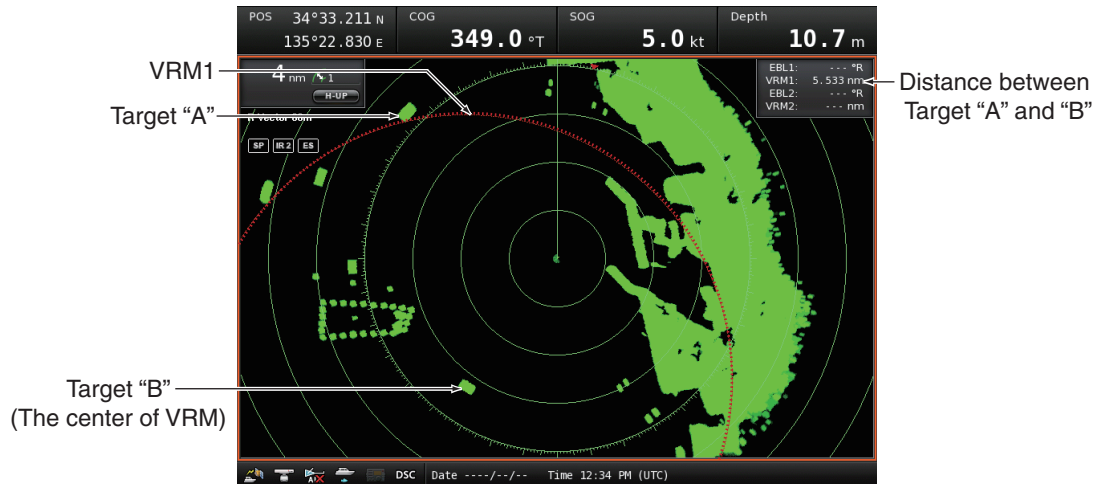 POS 34°33.211 N
135°22.830 E
COG
349.0 °T
SOG
5.0 kt
Depth
10.7 m
4 nm /+1
H-UP
SP IR 2 ES
EBL1: --- °R
VRM1: 5.533 nm
EBL2: --- °R
VRM2: --- nm
VRM1
Target “A”
Distance between
Target “A” and “B”
Target “B”
(The center of VRM)
DSC Date ----/--/-- Time 12:34 PM (UTC)